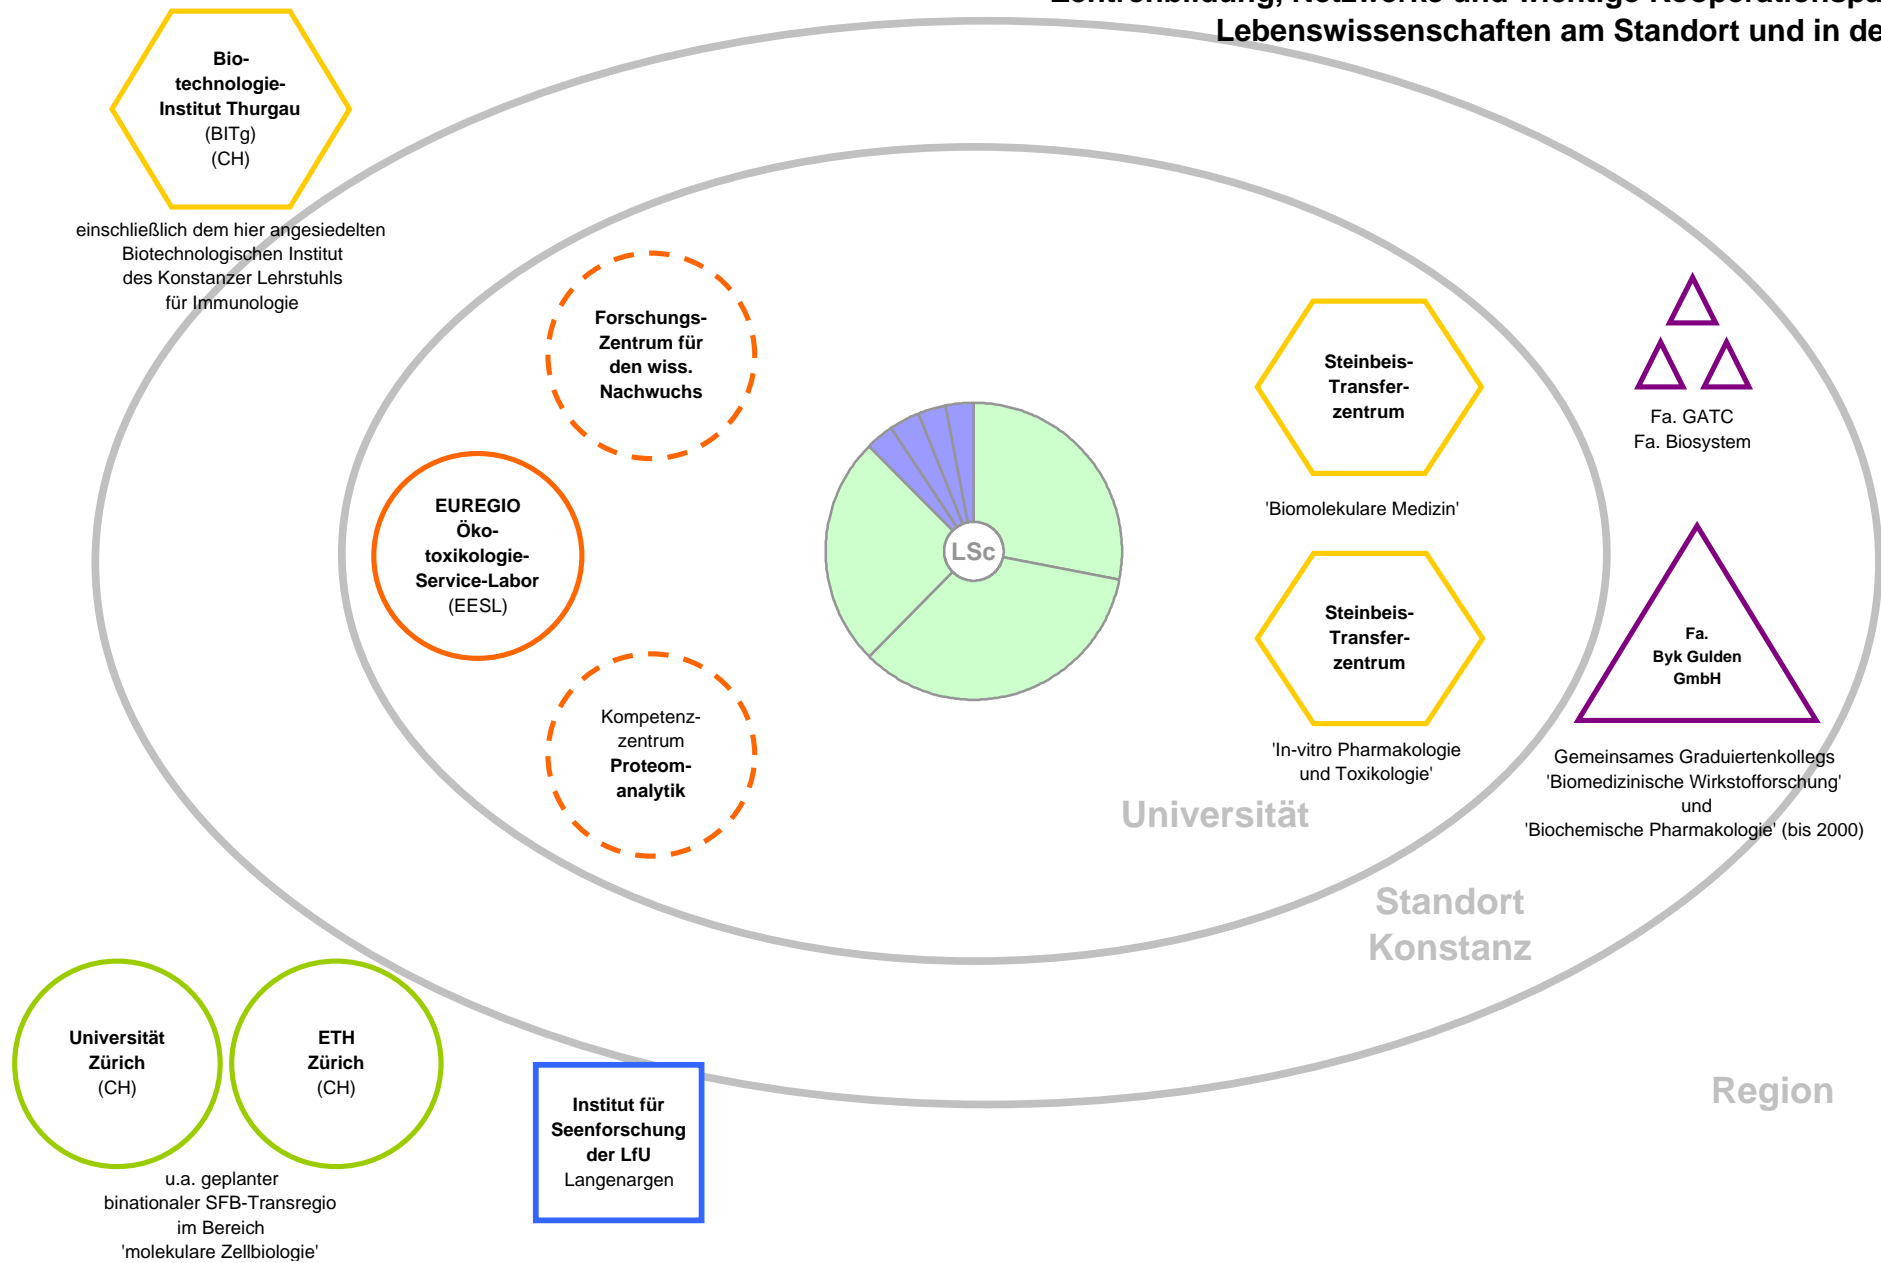 Lebenswissenschaften am Standort und in de
Bio-
technologie-
Institut Thurgau
(BITg)
(CH)
einschließlich dem hier angesiedelten
Biotechnologischen Institut
des Konstanzer Lehrstuhls
für Immunologie
Forschungs-
Zentrum für
den wiss.
Nachwuchs
EUREGIO
Öko-
toxikologie-
Service-Labor
(EESL)
Kompetenz-
zentrum
Proteom-
analytik
LSc
Steinbeis-
Transfer-
zentrum
'Biomolekulare Medizin'
Steinbeis-
Transfer-
zentrum
'In-vitro Pharmakologie
und Toxikologie'
Fa. GATC
Fa. Biosystem
Fa.
Byk Gulden
GmbH
Gemeinsames Graduiertenkollegs
'Biomedizinische Wirkstofforschung'
und
'Biochemische Pharmakologie' (bis 2000)
Universität
Standort
Konstanz
Region
Universität
Zürich
(CH)
ETH
Zürich
(CH)
u.a. geplanter
binationaler SFB-Transregio
im Bereich
'molekulare Zellbiologie'
Institut für
Seenforschung
der LfU
Langenargen